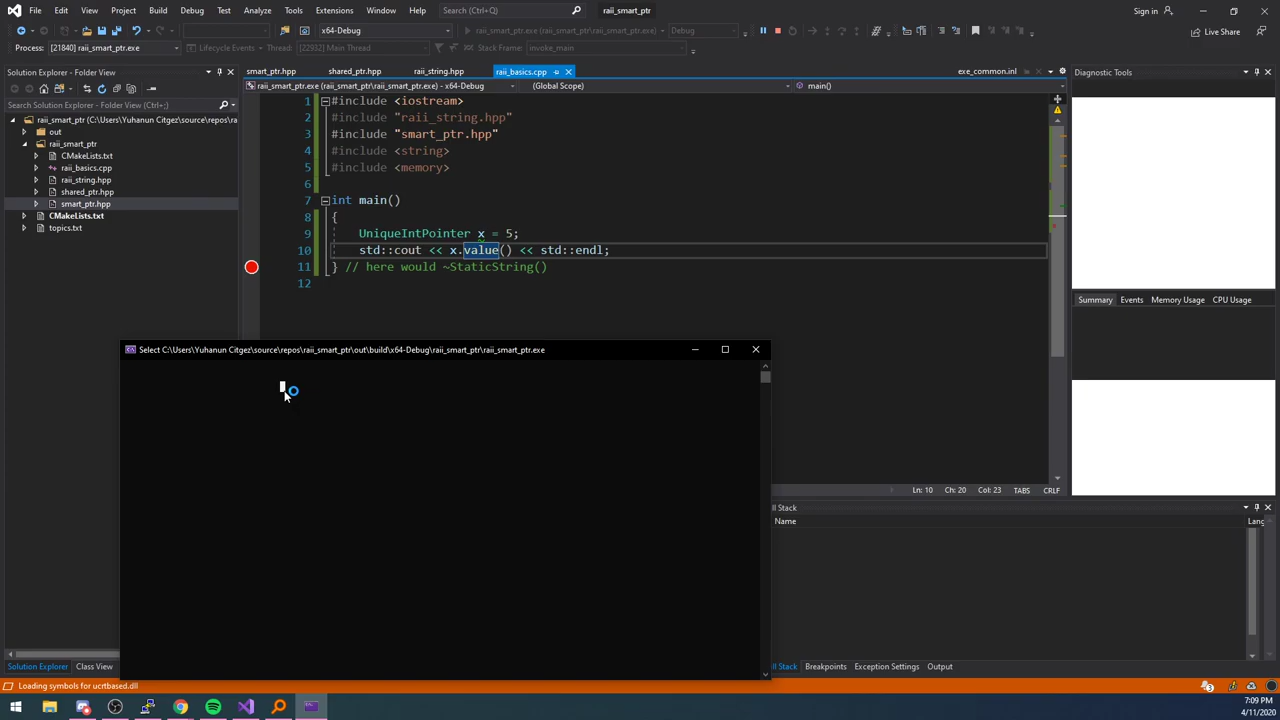 File Edit View Project Build Debug Test Analyze Tools Extensions Window Help Search (Ctrl+Q) raii_smart_ptr Sign in
x64-Debug raii_smart_ptr.exe (raii_smart_ptr\raii_smart_ptr.exe) Debug Live Share
Process: [21840] raii_smart_ptr.exe Lifecycle Events Thread: [22932] Main Thread Stack Frame: invoke_main
Solution Explorer - Folder View
Search Solution Explorer - Folder View (Ctrl+;)
raii_smart_ptr (C:\Users\Yuhanun Citgez\source\repos\ra
out
raii_smart_ptr
CMakeLists.txt
raii_basics.cpp
raii_string.hpp
shared_ptr.hpp
smart_ptr.hpp
CMakeLists.txt
topics.txt
Solution Explorer Class View
smart_ptr.hpp shared_ptr.hpp raii_string.hpp raii_basics.cpp exe_common.inl
raii_smart_ptr.exe (raii_smart_ptr\raii_smart_ptr.exe) - x64-Debug (Global Scope) main()
1 #include <iostream>
2 #include "raii_string.hpp"
3 #include "smart_ptr.hpp"
4 #include <string>
5 #include <memory>
6
7 int main()
8 {
9 UniqueIntPointer x = 5;
10 std::cout << x.value() << std::endl;
11 } // here would ~StaticString()
12
Select C:\Users\Yuhanun Citgez\source\repos\raii_smart_ptr\out\build\x64-Debug\raii_smart_ptr\raii_smart_ptr.exe
Ln: 10 Ch: 20 Col: 23 TABS CRLF
Diagnostic Tools
Summary Events Memory Usage CPU Usage
ll Stack
Name Lang
ll Stack Breakpoints Exception Settings Output
Loading symbols for ucrtbased.dll 3
7:09 PM
4/11/2020